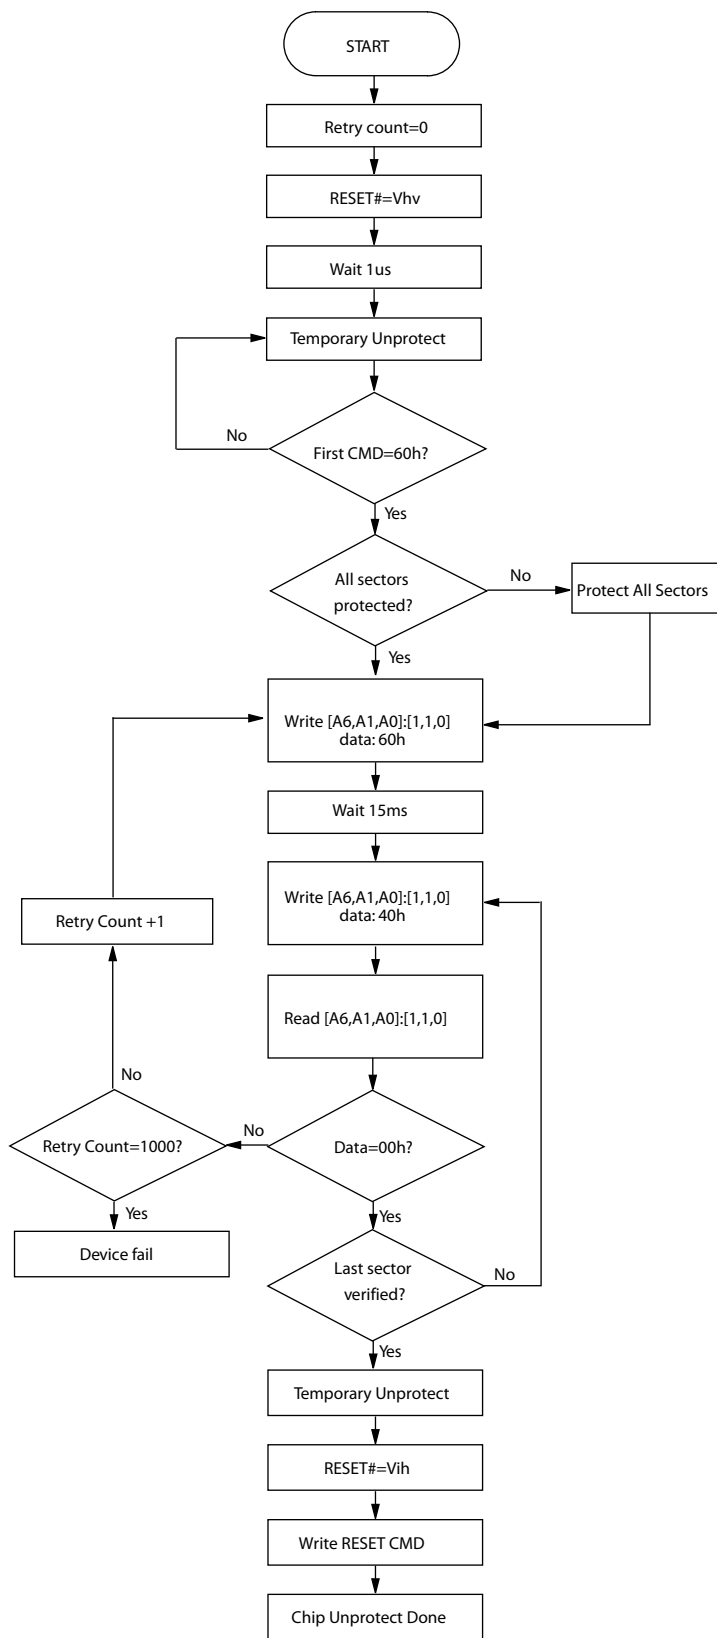 START
Retry count=0
RESET#=Vhv
Wait 1us
Temporary Unprotect
No
First CMD=60h?
Yes
All sectors
protected?
No
Protect All Sectors
Yes
Write [A6,A1,A0]:[1,1,0]
data: 60h
Wait 15ms
Write [A6,A1,A0]:[1,1,0]
data: 40h
Retry Count +1
Read [A6,A1,A0]:[1,1,0]
No
Retry Count=1000?
No
Data=00h?
Yes
Yes
Device fail
Last sector
verified?
No
Yes
Temporary Unprotect
RESET#=Vih
Write RESET CMD
Chip Unprotect Done